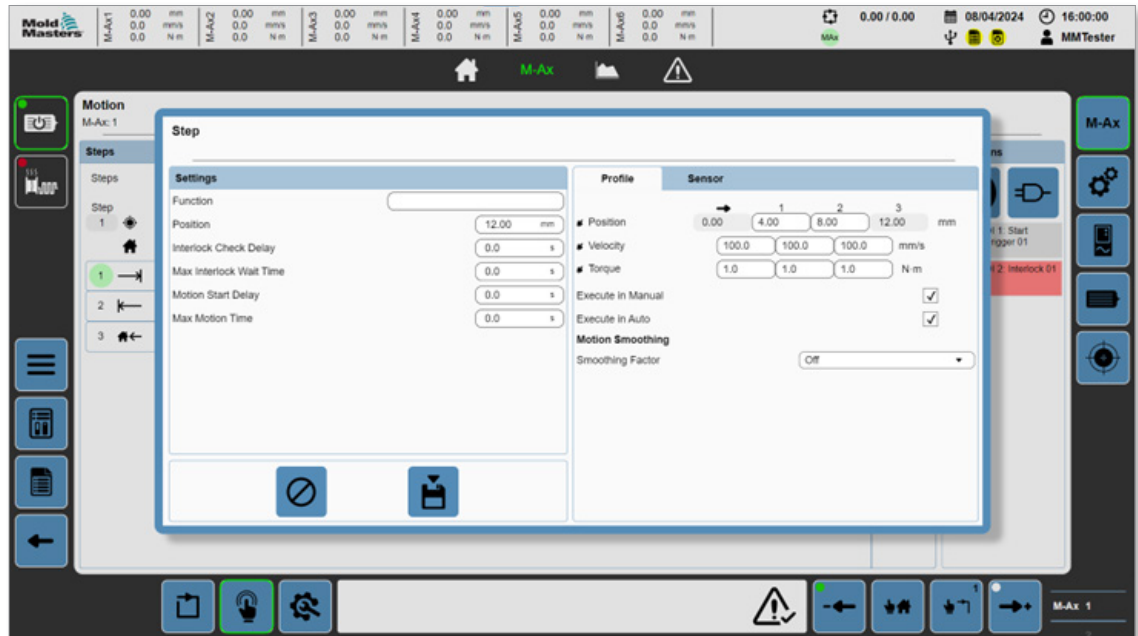 Mold Masters
M-Ax1 0.00 mm 0.0 mm/s 0.0 N·m
M-Ax2 0.00 mm 0.0 mm/s 0.0 N·m
M-Ax3 0.00 mm 0.0 mm/s 0.0 N·m
M-Ax4 0.00 mm 0.0 mm/s 0.0 N·m
M-Ax5 0.00 mm 0.0 mm/s 0.0 N·m
M-Ax6 0.00 mm 0.0 mm/s 0.0 N·m
MAx
0.00 / 0.00
08/04/2024
16:00:00
MMTester
M-Ax
Motion
M-Ax: 1
M-Ax
Steps
Steps
Step
1
1
2
3
Step
Settings
Function
Position 12.00 mm
Interlock Check Delay 0.0 s
Max Interlock Wait Time 0.0 s
Motion Start Delay 0.0 s
Max Motion Time 0.0 s
Profile Sensor
1 2 3
Position 0.00 4.00 8.00 12.00 mm
Velocity 100.0 100.0 100.0 mm/s
Torque 1.0 1.0 1.0 N·m
Execute in Manual
Execute in Auto
Motion Smoothing
Smoothing Factor Off
ns
1: Start
rigger 01
2: Interlock 01
1
M-Ax 1